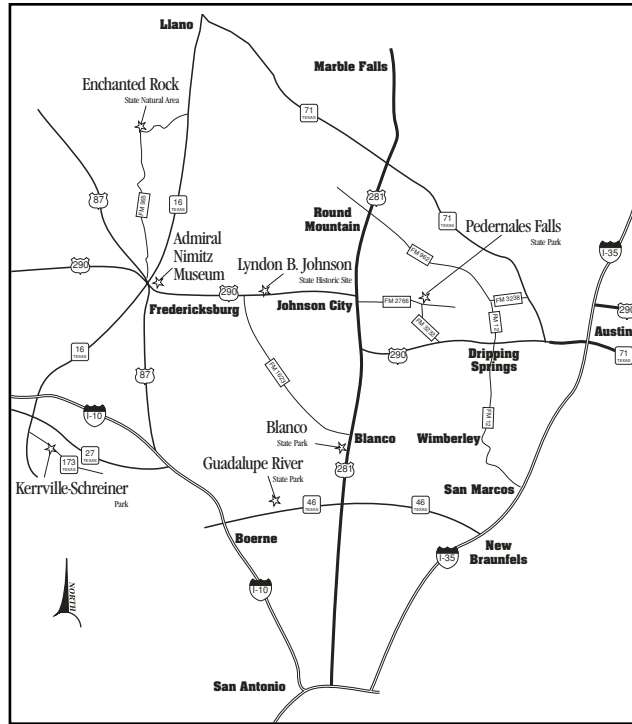 Llano
Marble Falls
Enchanted Rock
State Natural Area
71
TEXAS
87
FM 965
16
TEXAS
281
Round
Mountain
71
TEXAS
Pedernales Falls
State Park
I-35
FM 962
290
Admiral
Nimitz
Museum
Lyndon B. Johnson
State Historic Site
290
Fredericksburg
Johnson City
FM 2766
FM 3232
FM 12
FM 3238
290
Austin
71
TEXAS
290
Dripping
Springs
16
TEXAS
87
FM 1623
I-10
Blanco
State Park
Blanco
FM 12
Wimberley
27
TEXAS
173
TEXAS
Kerrville-Schreiner
Park
Guadalupe River
State Park
281
San Marcos
46
TEXAS
46
TEXAS
Boerne
New
Braunfels
I-35
I-10
NORTH
San Antonio